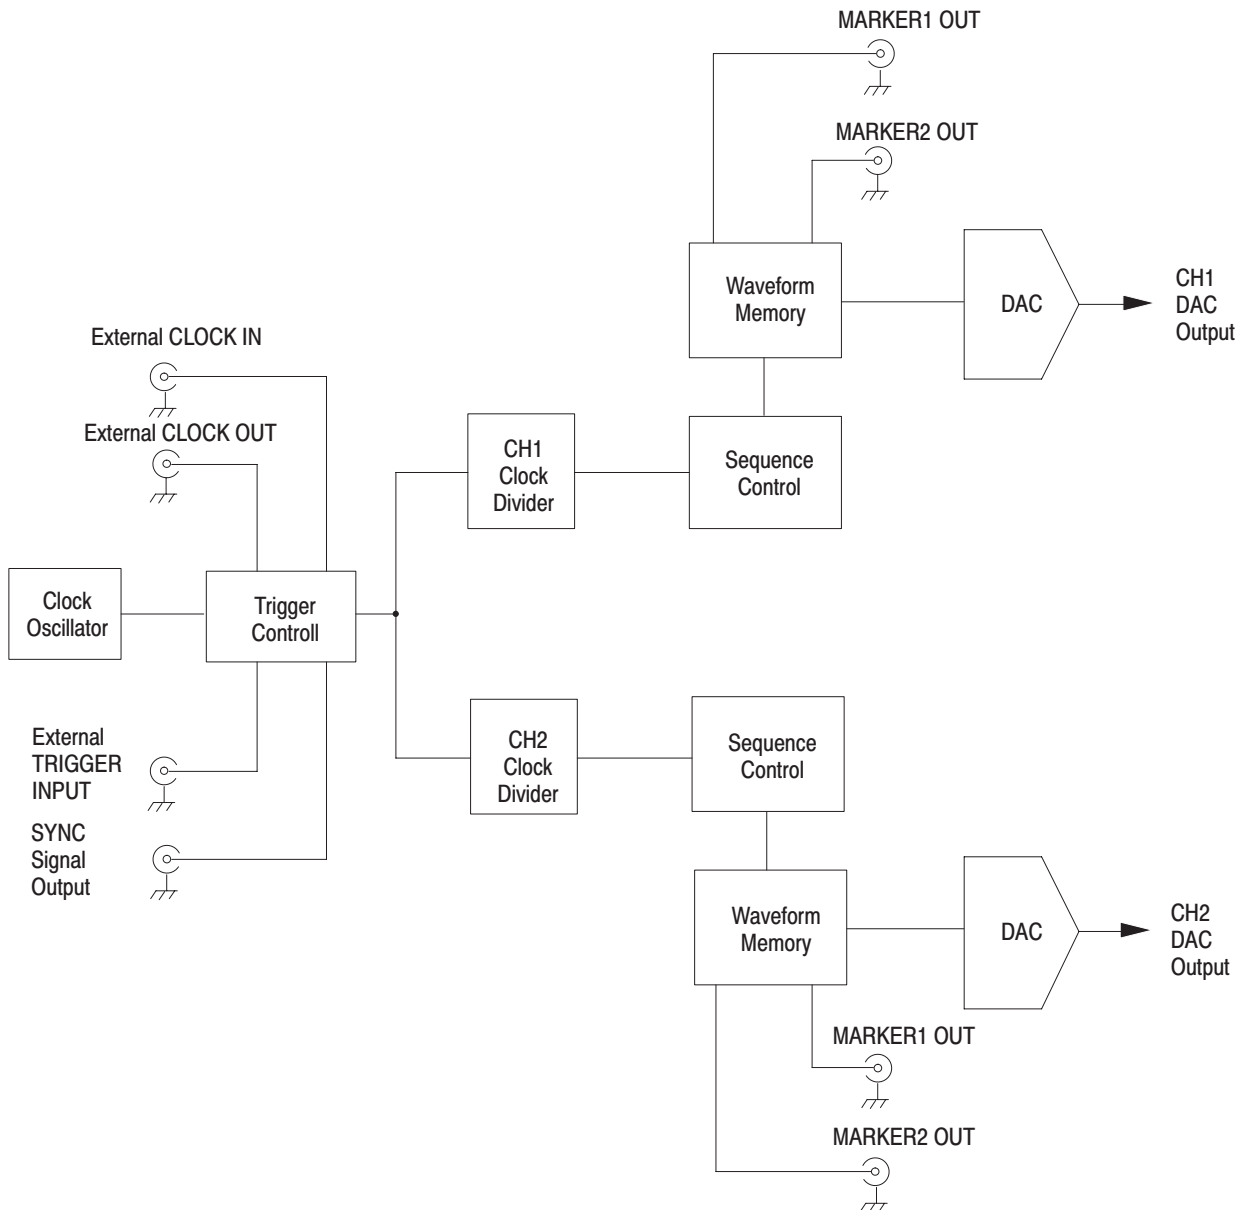 MARKER1 OUT
MARKER2 OUT
Waveform
Memory
DAC
CH1
DAC
Output
External CLOCK IN
External CLOCK OUT
CH1
Clock
Divider
Sequence
Control
Clock
Oscillator
Trigger
Controll
External
TRIGGER
INPUT
SYNC
Signal
Output
CH2
Clock
Divider
Sequence
Control
Waveform
Memory
DAC
CH2
DAC
Output
MARKER1 OUT
MARKER2 OUT